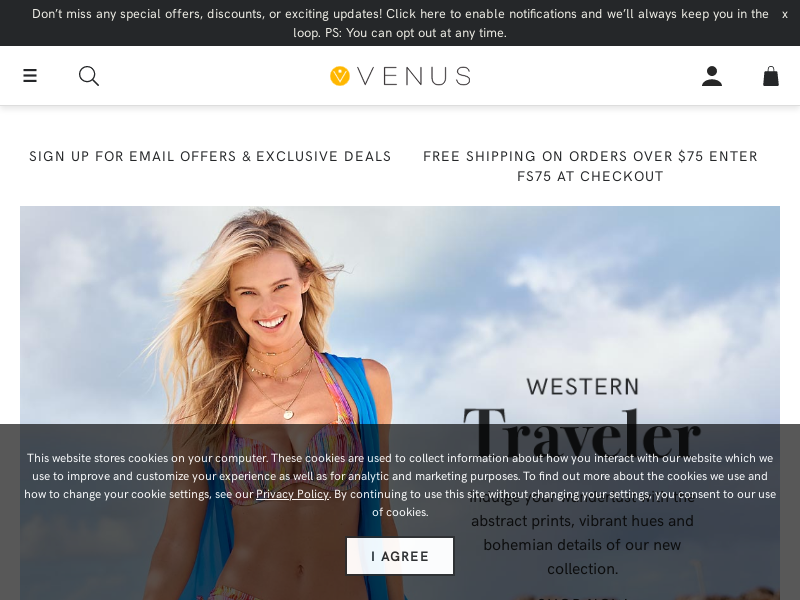 Don't miss any special offers, discounts, or exciting updates! Click here to enable notifications and we'll always keep you in the
loop. PS: You can opt out at any time.
x
VENUS
SIGN UP FOR EMAIL OFFERS & EXCLUSIVE DEALS
FREE SHIPPING ON ORDERS OVER $75 ENTER
FS75 AT CHECKOUT
WESTERN
Traveler
This website stores cookies on your computer. These cookies are used to collect information about how you interact with our website which we
use to improve and customize your experience as well as for analytic and marketing purposes. To find out more about the cookies we use and
how to change your cookie settings, see our Privacy Policy. By continuing to use this site without changing your settings, you consent to our use
of cookies.
Indulge your wanderlust with the
abstract prints, vibrant hues and
bohemian details of our new
collection.
I AGREE